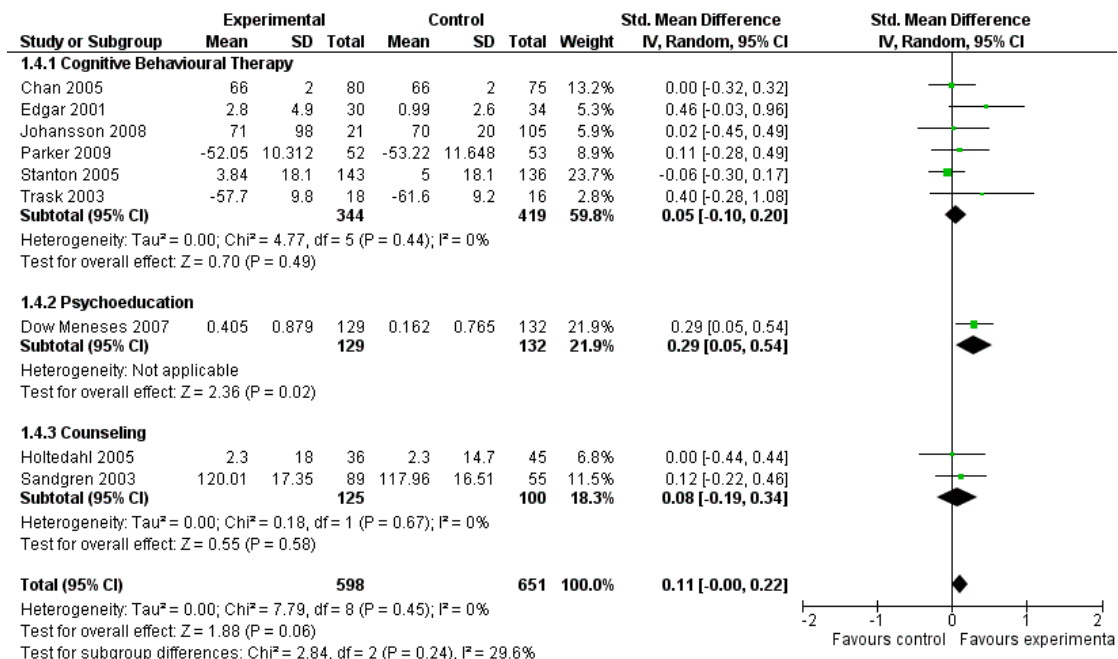 Experimental Control Std. Mean Difference Std. Mean Difference
Study or Subgroup Mean SD Total Mean SD Total Weight IV, Random, 95% CI IV, Random, 95% CI
1.4.1 Cognitive Behavioural Therapy
Chan 2005 66 2 80 66 2 75 13.2% 0.00 [-0.32, 0.32]
Edgar 2001 2.8 4.9 30 0.99 2.6 34 5.3% 0.46 [-0.03, 0.96]
Johansson 2008 71 98 21 70 20 105 5.9% 0.02 [-0.45, 0.49]
Parker 2009 -52.05 10.312 52 -53.22 11.648 53 8.9% 0.11 [-0.28, 0.49]
Stanton 2005 3.84 18.1 143 5 18.1 136 23.7% -0.06 [-0.30, 0.17]
Trask 2003 -57.7 9.8 18 -61.6 9.2 16 2.8% 0.40 [-0.28, 1.08]
Subtotal (95% CI) 344 419 59.8% 0.05 [-0.10, 0.20]
Heterogeneity: Tau² = 0.00; Chi² = 4.77, df = 5 (P = 0.44); I² = 0%
Test for overall effect: Z = 0.70 (P = 0.49)
1.4.2 Psychoeducation
Dow Meneses 2007 0.405 0.879 129 0.162 0.765 132 21.9% 0.29 [0.05, 0.54]
Subtotal (95% CI) 129 132 21.9% 0.29 [0.05, 0.54]
Heterogeneity: Not applicable
Test for overall effect: Z = 2.36 (P = 0.02)
1.4.3 Counseling
Holtedahl 2005 2.3 18 36 2.3 14.7 45 6.8% 0.00 [-0.44, 0.44]
Sandgren 2003 120.01 17.35 89 117.96 16.51 55 11.5% 0.12 [-0.22, 0.46]
Subtotal (95% CI) 125 100 18.3% 0.08 [-0.19, 0.34]
Heterogeneity: Tau² = 0.00; Chi² = 0.18, df = 1 (P = 0.67); I² = 0%
Test for overall effect: Z = 0.55 (P = 0.58)
Total (95% CI) 598 651 100.0% 0.11 [-0.00, 0.22]
Heterogeneity: Tau² = 0.00; Chi² = 7.79, df = 8 (P = 0.45); I² = 0%
Test for overall effect: Z = 1.88 (P = 0.06)
Test for subgroup differences: Chi² = 2.84, df = 2 (P = 0.24), I² = 29.6%
-2 -1 0 1 2
Favours control Favours experimenta